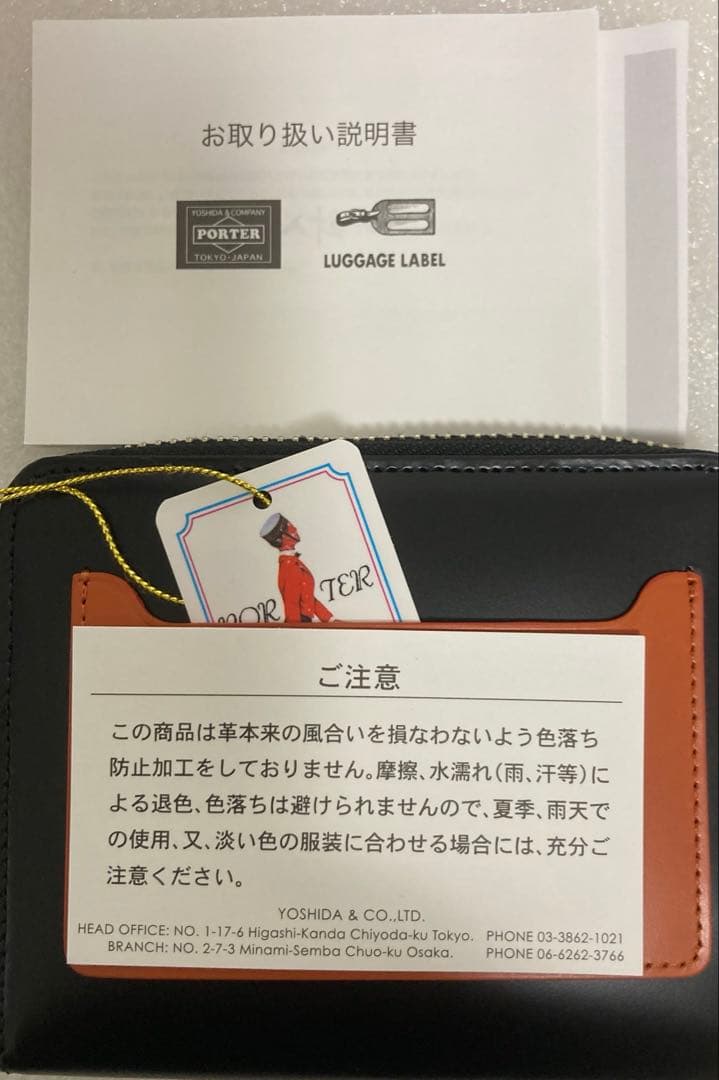 お取り扱い説明書
YOSHIDA & COMPANY
PORTER
TOKYO・JAPAN
LUGGAGE LABEL
POR TER
ご注意
この商品は革本来の風合いを損なわないよう色落ち
防止加工をしておりません。摩擦、水濡れ(雨、汗等)に
よる退色、色落ちは避けられませんので、夏季、雨天で
の使用、又、淡い色の服装に合わせる場合には、充分ご
注意ください。
YOSHIDA & CO.,LTD.
HEAD OFFICE: NO. 1-17-6 Higashi-Kanda Chiyoda-ku Tokyo. PHONE 03-3862-1021
BRANCH: NO. 2-7-3 Minami-Semba Chuo-ku Osaka. PHONE 06-6262-3766